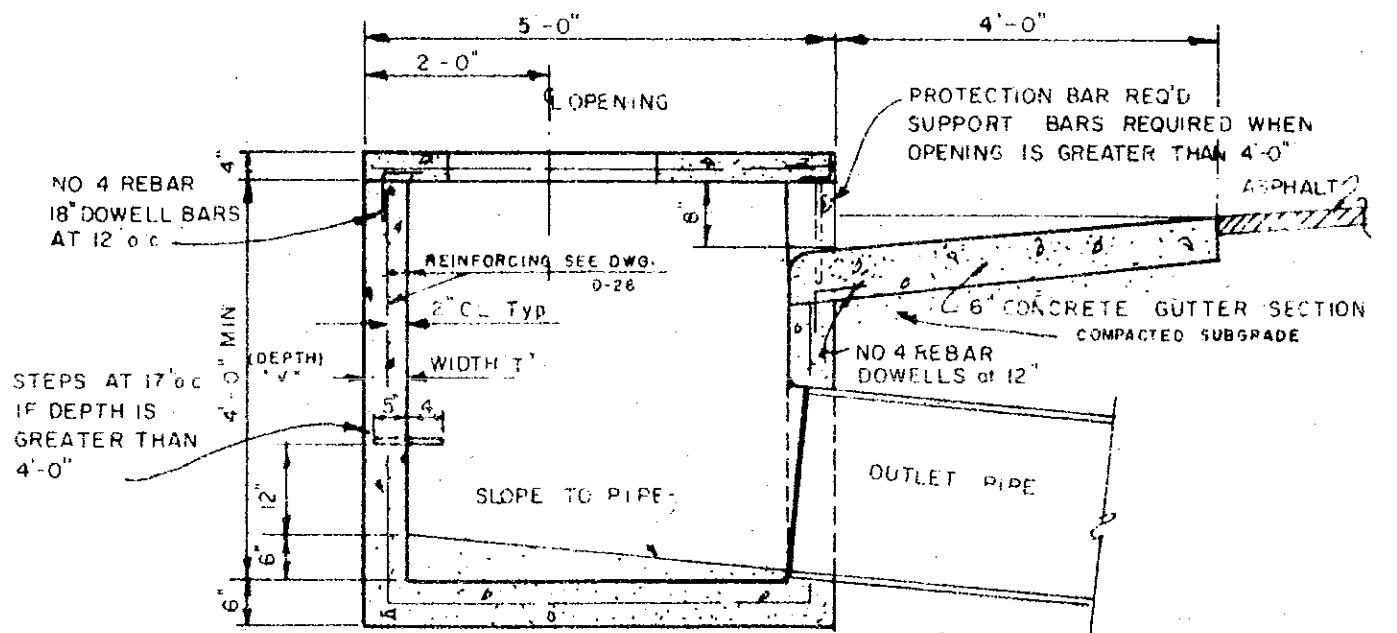 5'-0"
4'-0"
2-0"
℄ OPENING
PROTECTION BAR REQ'D
SUPPORT BARS REQUIRED WHEN
OPENING IS GREATER THAN 4'-0"
4"
NO 4 REBAR
18" DOWELL BARS
AT 12" o c
8"
ASPHALT
REINFORCING SEE DWG.
D-28
2" CL Typ
6" CONCRETE GUTTER SECTION
COMPACTED SUBGRADE
4'-0" MIN
(DEPTH)
"V"
WIDTH T"
NO 4 REBAR
DOWELLS at 12"
STEPS AT 17" o c
IF DEPTH IS
GREATER THAN
4'-0"
5" 4
12"
SLOPE TO PIPE
OUTLET PIPE
6"
6"